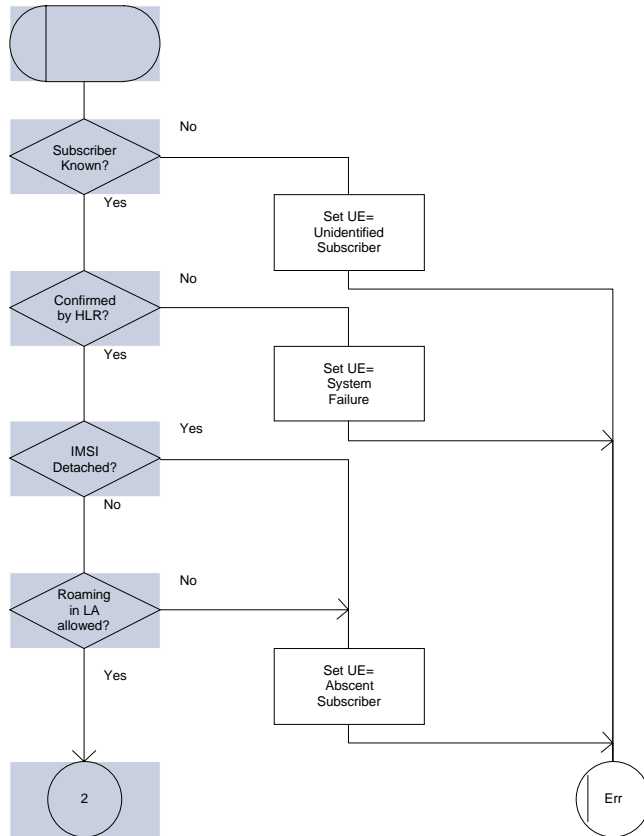 No
Subscriber
Known?
Yes
Set UE=
Unidentified
Subscriber
No
Confirmed
by HLR?
Yes
Set UE=
System
Failure
Yes
IMSI
Detached?
No
No
Roaming
in LA
allowed?
Yes
Set UE=
Abscent
Subscriber
2
Err